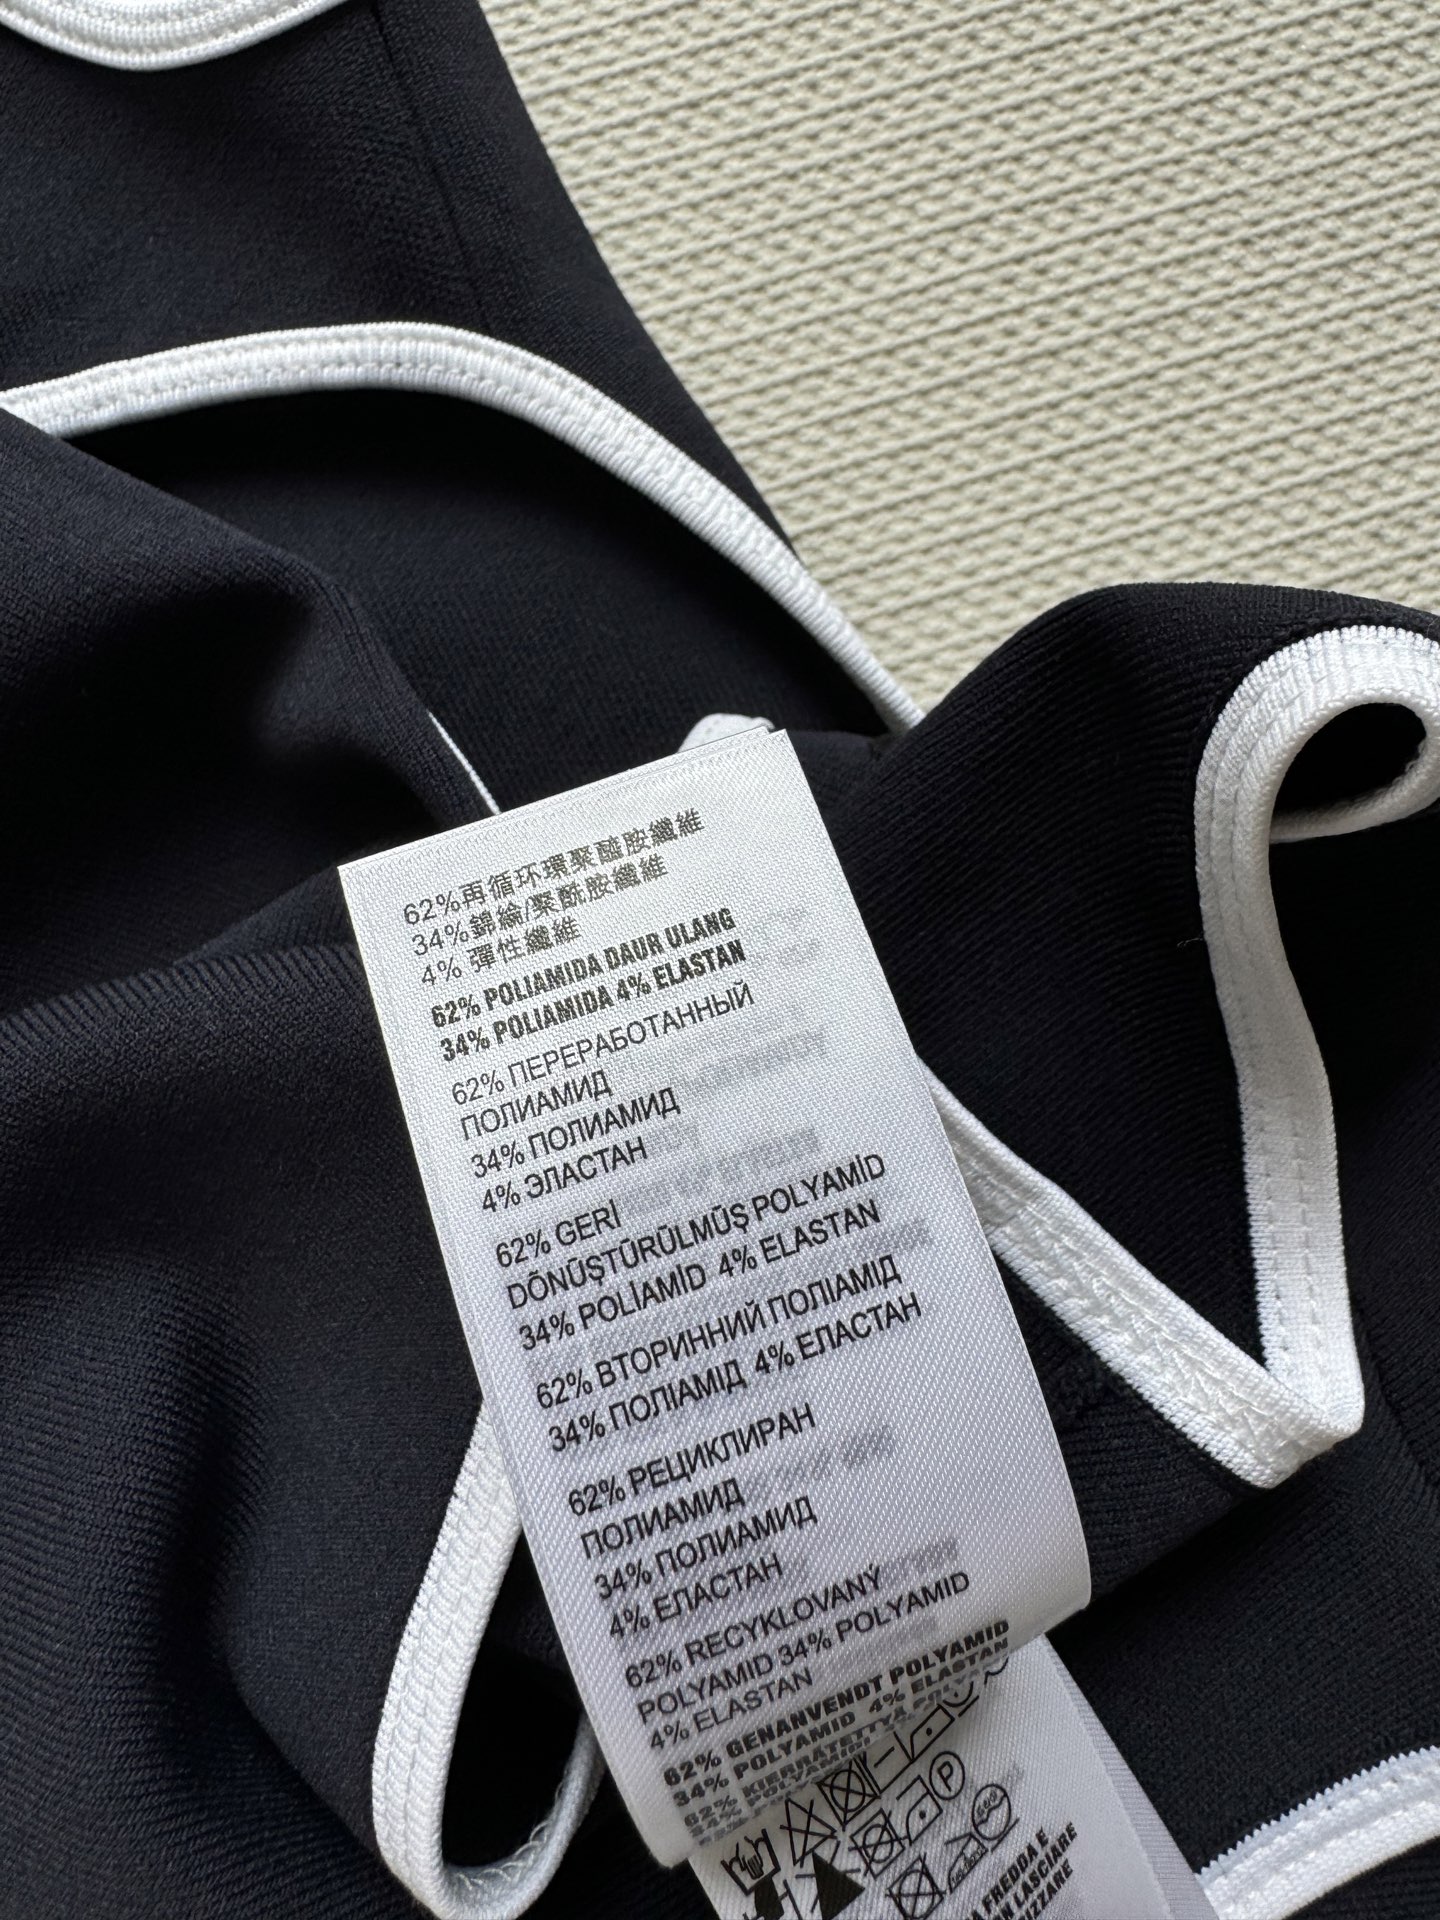 62%再循环環聚醯胺纖維
34%錦綸/聚酰胺纖維
4% 彈性纖維
62% POLIAMIDA DAUR ULANG
34% POLIAMIDA 4% ELASTAN
62% ПЕРЕРАБОТАННЫЙ
ПОЛИАМИД
34% ПОЛИАМИД
4% ЭЛАСТАН
62% GERİ
DÖNÜŞTÜRÜLMÜŞ POLYAMİD
34% POLİAMİD 4% ELASTAN
62% ВТОРИННИЙ ПОЛІАМІД
34% ПОЛІАМІД 4% ЕЛАСТАН
62% РЕЦИКЛИРАН
ПОЛИАМИД
34% ПОЛИАМИД
4% ЕЛАСТАН
62% RECYKLOVANÝ
POLYAMID 34% POLYAMID
4% ELASTAN
62% GENANVENDT POLYAMID
34% POLYAMID 4% ELASTAN
P
FREDDA E
LASCIARE